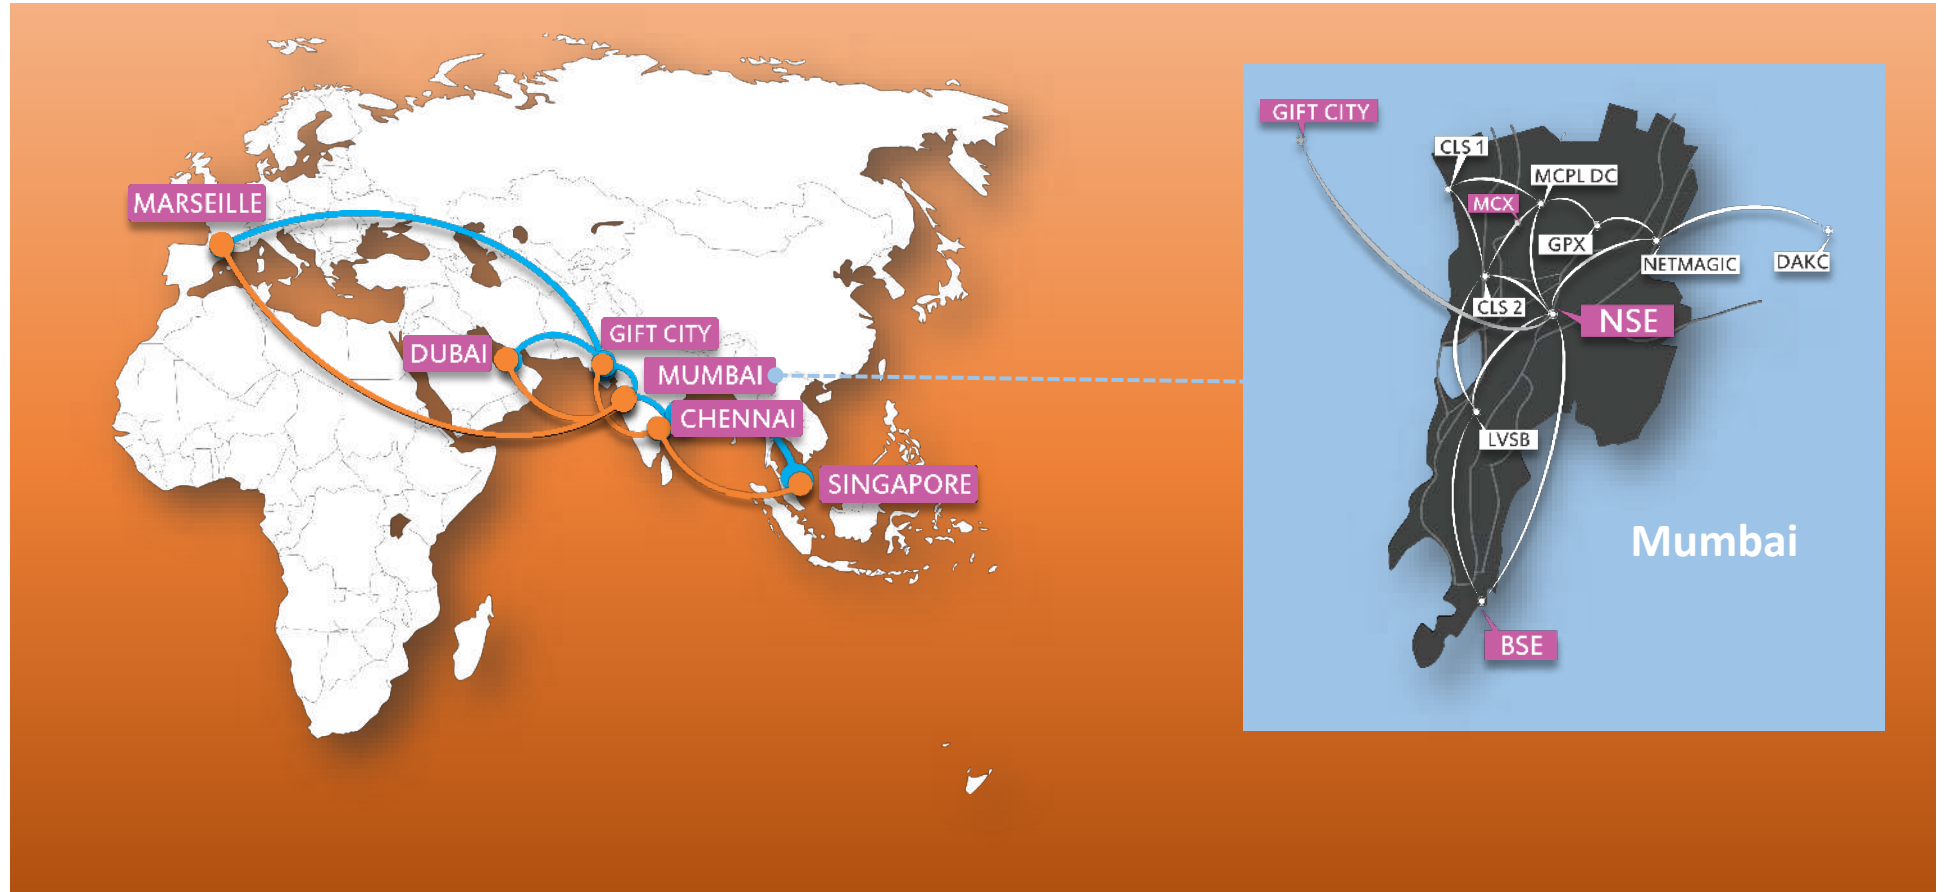 MARSEILLE
GIFT CITY
DUBAI
MUMBAI
CHENNAI
SINGAPORE
GIFT CITY
CLS 1
MCPL DC
MCX
GPX
NETMAGIC
DAKC
CLS 2
NSE
LVSB
Mumbai
BSE